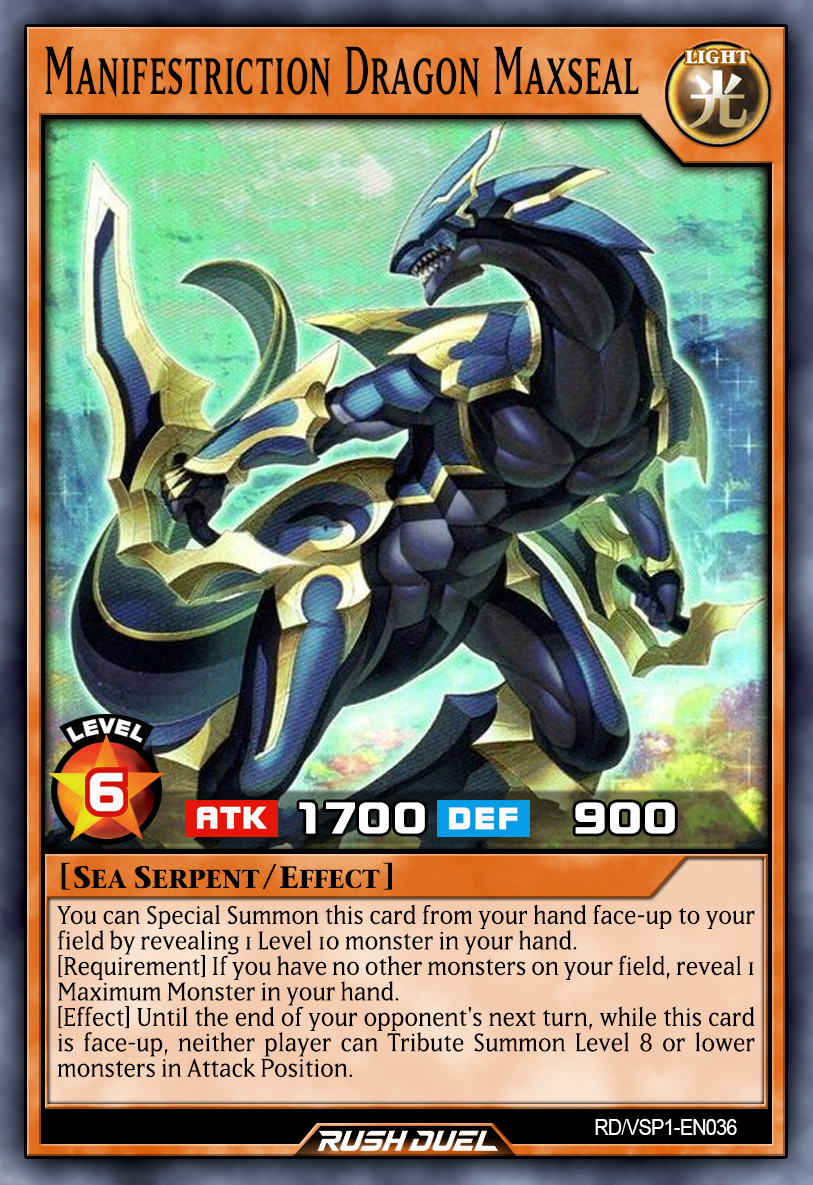 Manifestriction Dragon Maxseal
LIGHT
光
LEVEL
6
ATK 1700 DEF 900
[Sea Serpent/Effect]
You can Special Summon this card from your hand face-up to your
field by revealing 1 Level 10 monster in your hand.
[Requirement] If you have no other monsters on your field, reveal 1
Maximum Monster in your hand.
[Effect] Until the end of your opponent's next turn, while this card
is face-up, neither player can Tribute Summon Level 8 or lower
monsters in Attack Position.
RD/VSP1-EN036
RUSH DUEL